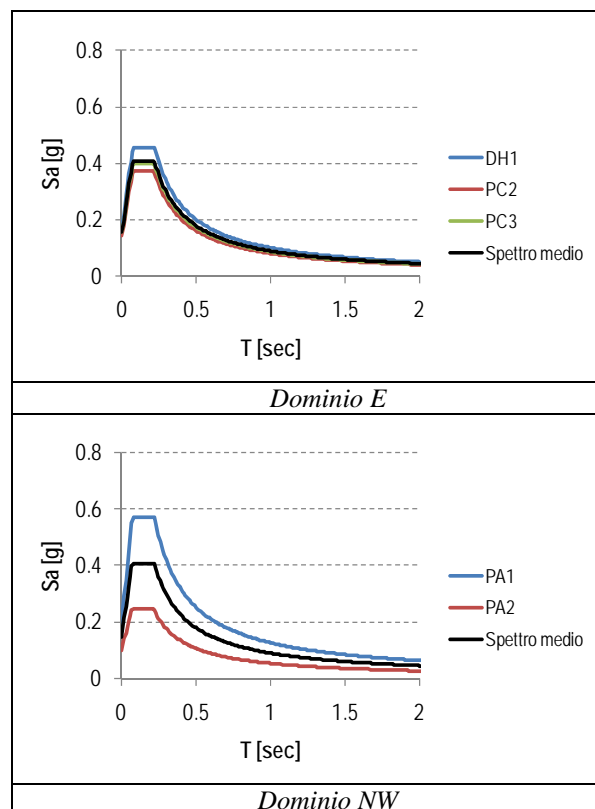 0.8
0.6
0.4
0.2
0
Sa [g]
0 0.5 1 1.5 2
T [sec]
DH1
PC2
PC3
Spettro medio
Dominio E
0.8
0.6
0.4
0.2
0
Sa [g]
0 0.5 1 1.5 2
T [sec]
PA1
PA2
Spettro medio
Dominio NW